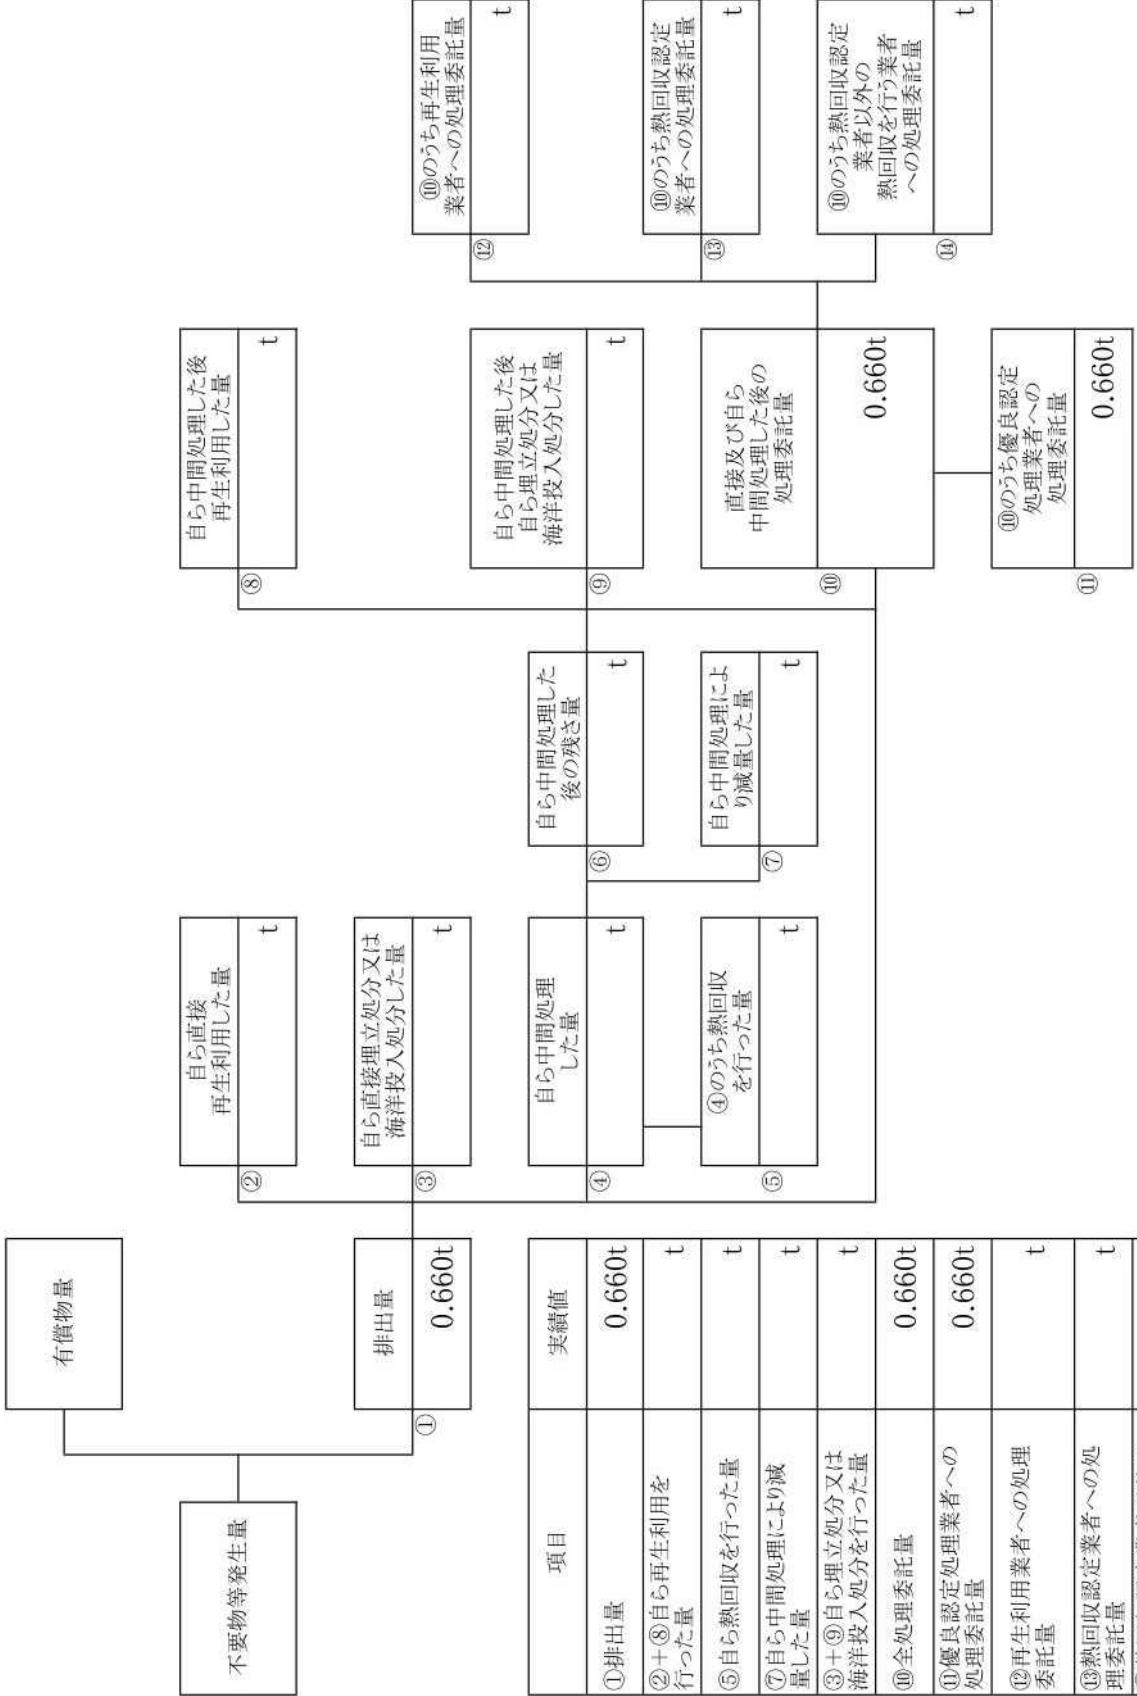 不要物等発生量
有償物量
①
排出量
0.660t
②
自ら直接
再生利用した量
t
③
自ら直接埋立処分又は
海洋投入処分した量
t
④
自ら中間処理
した量
t
⑤
④のうち熱回収
を行った量
t
⑥
自ら中間処理した
後の残さ量
t
⑦
自ら中間処理によ
り減量した量
t
⑧
自ら中間処理した後
再生利用した量
t
⑨
自ら中間処理した後
自ら埋立処分又は
海洋投入処分した量
t
⑩
直接及び自ら
中間処理した後の
処理委託量
0.660t
⑪
⑩のうち優良認定
処理業者への
処理委託量
0.660t
⑫
⑩のうち再生利用
業者への処理委託量
t
⑬
⑩のうち熱回収認定
業者への処理委託量
t
⑭
⑩のうち熱回収認定
業者以外の
熱回収を行う業者
への処理委託量
t
項目
実績値
①排出量
0.660t
②+⑧自ら再生利用を
行った量
t
⑤自ら熱回収を行った量
t
⑦自ら中間処理により減
量した量
t
③+⑨自ら埋立処分又は
海洋投入処分を行った量
t
⑩全処理委託量
0.660t
⑪優良認定処理業者への
処理委託量
0.660t
⑫再生利用業者への処理
委託量
t
⑬熱回収認定業者への処
理委託量
t